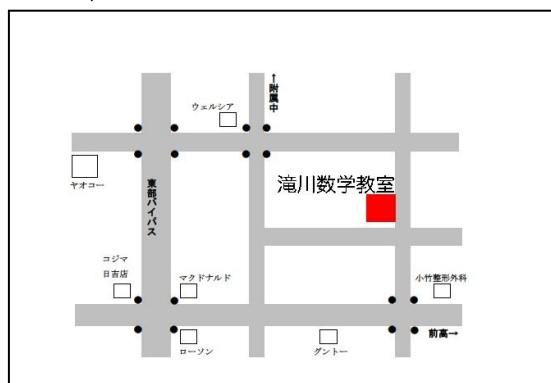 ↑附属中
ウェルシア
ヤオコー
東部バイパス
滝川数学教室
コジマ
日吉店
マクドナルド
小竹整形外科
ローソン
グントー
前高→